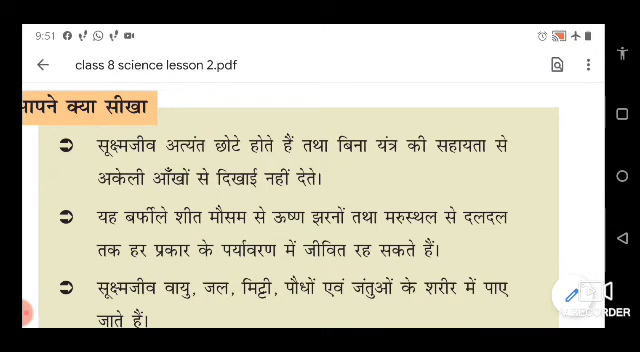 9:51
class 8 science lesson 2.pdf
आपने क्या सीखा
सूक्ष्मजीव अत्यंत छोटे होते हैं तथा बिना यंत्र की सहायता से
अकेली आँखों से दिखाई नहीं देते।
यह बर्फीले शीत मौसम से ऊष्ण झरनों तथा मरुस्थल से दलदल
तक हर प्रकार के पर्यावरण में जीवित रह सकते हैं।
सूक्ष्मजीव वायु, जल, मिट्टी, पौधों एवं जंतुओं के शरीर में पाए
जाते हैं।